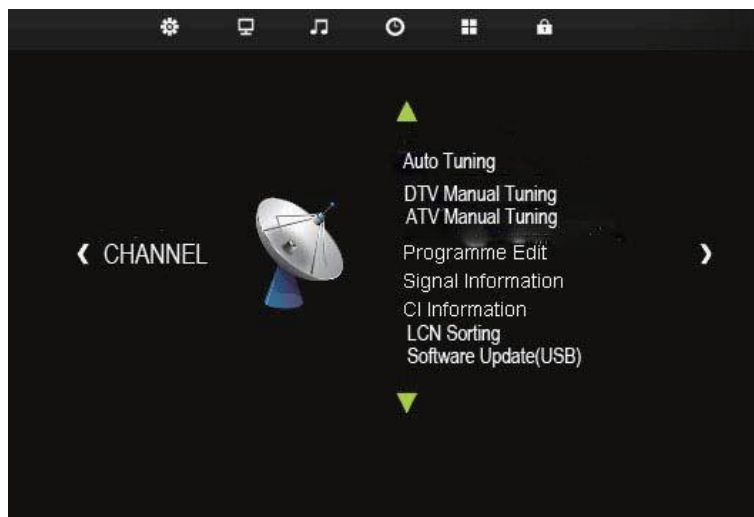 Auto Tuning
DTV Manual Tuning
ATV Manual Tuning
CHANNEL
Programme Edit
Signal Information
CI Information
LCN Sorting
Software Update(USB)